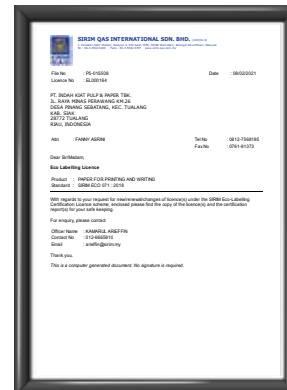 SIRIM QAS INTERNATIONAL SDN. BHD.
File No : PS-015508 Date : 08/02/2021
Licence No : EL000164
PT. INDAH KIAT PULP & PAPER TBK.
JL. RAYA MINAS PERAWANG KM.26
DESA PINANG SEBATANG, KEC. TUALANG
KAB. SIAK
28772 TUALANG
RIAU, INDONESIA
Attn : FANNY ASRINI Tel No : 0812-7568185
Fax No : 0761-91373
Dear Sir/Madam,
Eco Labelling Licence
Product : PAPER FOR PRINTING AND WRITING
Standard : SIRIM ECO 071 : 2018
With regards to your request for new/renewal/changes of licence(s) under the SIRIM Eco-Labelling
Certification Licence scheme, enclosed please find the copy of the licence(s) and the certification
report(s) for your safe keeping.
For enquiry, please contact:
Officer Name : KAMARUL AREFFIN
Contact No : 012-6665910
Email : areffin@sirim.my
Thank you.
This is a computer generated document. No signature is required.